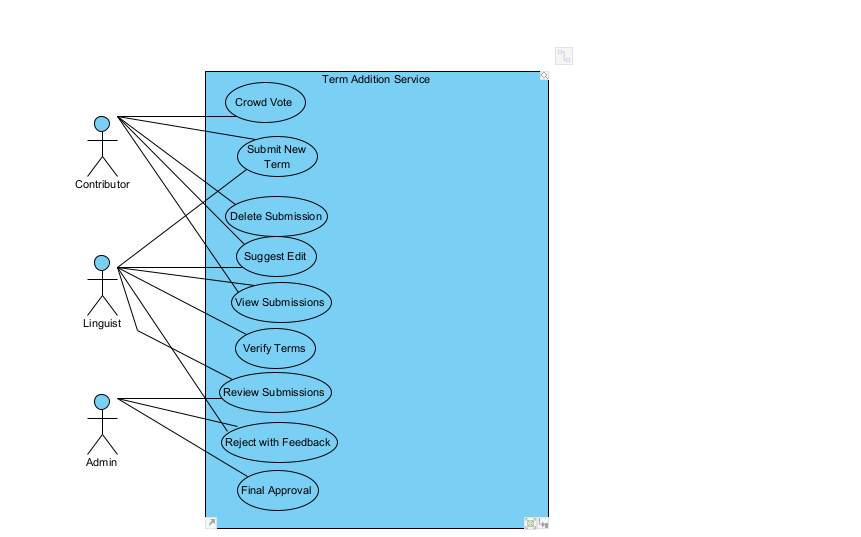 Term Addition Service
Crowd Vote
Submit New
Term
Contributor
Delete Submission
Suggest Edit
View Submissions
Linguist
Verify Terms
Review Submissions
Reject with Feedback
Admin
Final Approval